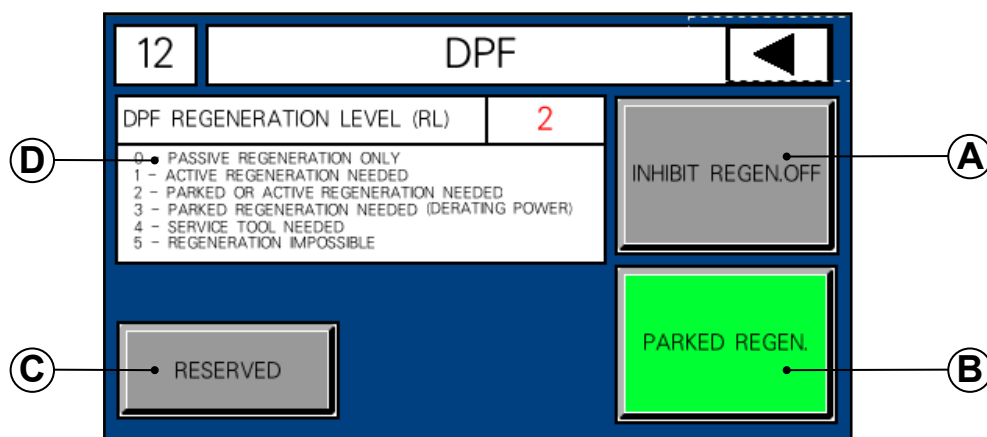 12
DPF
DPF REGENERATION LEVEL (RL)
2
0 - PASSIVE REGENERATION ONLY
1 - ACTIVE REGENERATION NEEDED
2 - PARKED OR ACTIVE REGENERATION NEEDED
3 - PARKED REGENERATION NEEDED (DERATING POWER)
4 - SERVICE TOOL NEEDED
5 - REGENERATION IMPOSSIBLE
INHIBIT REGEN.OFF
PARKED REGEN.
RESERVED
D
A
C
B